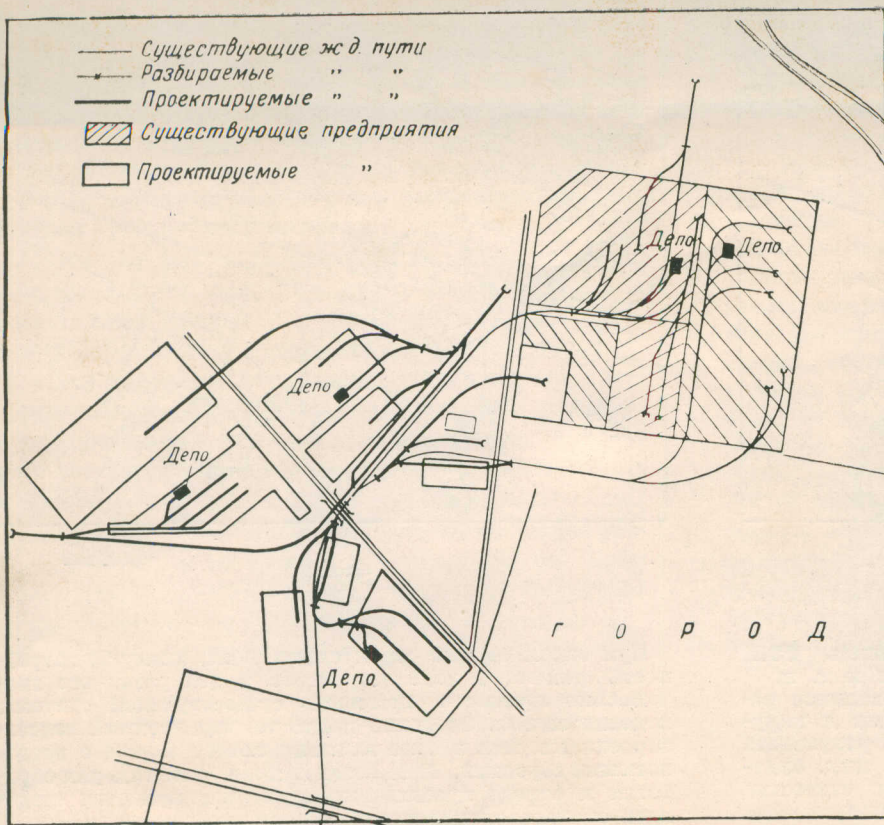 Существующие ж д. пути
Разбираемые " "
Проектируемые " "
Существующие предприятия
Проектируемые "
Депо Депо
Депо
Депо
Г О Р О Д
Депо